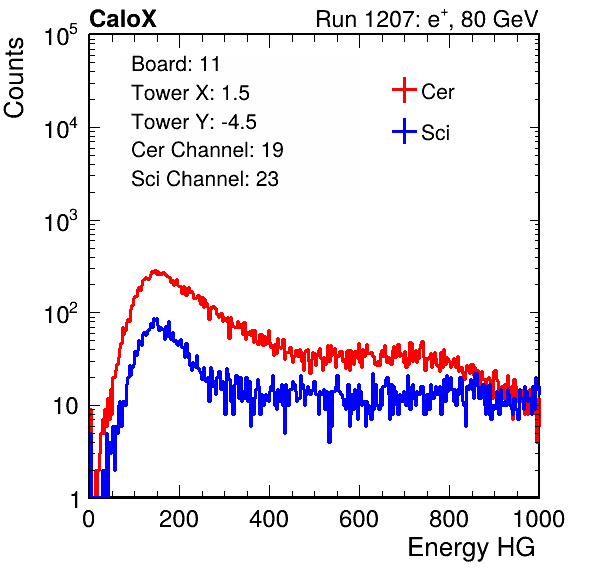 CaloX Run 1207: e+, 80 GeV
Counts
Board: 11
Tower X: 1.5
Tower Y: -4.5
Cer Channel: 19
Sci Channel: 23
Cer
Sci
10^5
10^4
10^3
10^2
10
1
0 200 400 600 800 1000
Energy HG